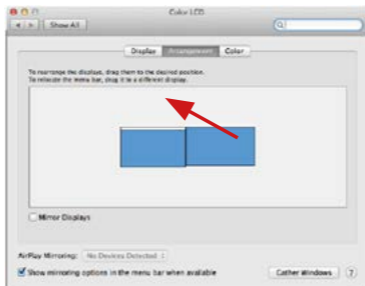 Color LCD
Show All
Display Arrangement Color
To rearrange the displays, drag them to the desired position.
To relocate the menu bar, drag it to a different display.
Mirror Displays
AirPlay Mirroring: No Devices Detected
Show mirroring options in the menu bar when available
Gather Windows ?